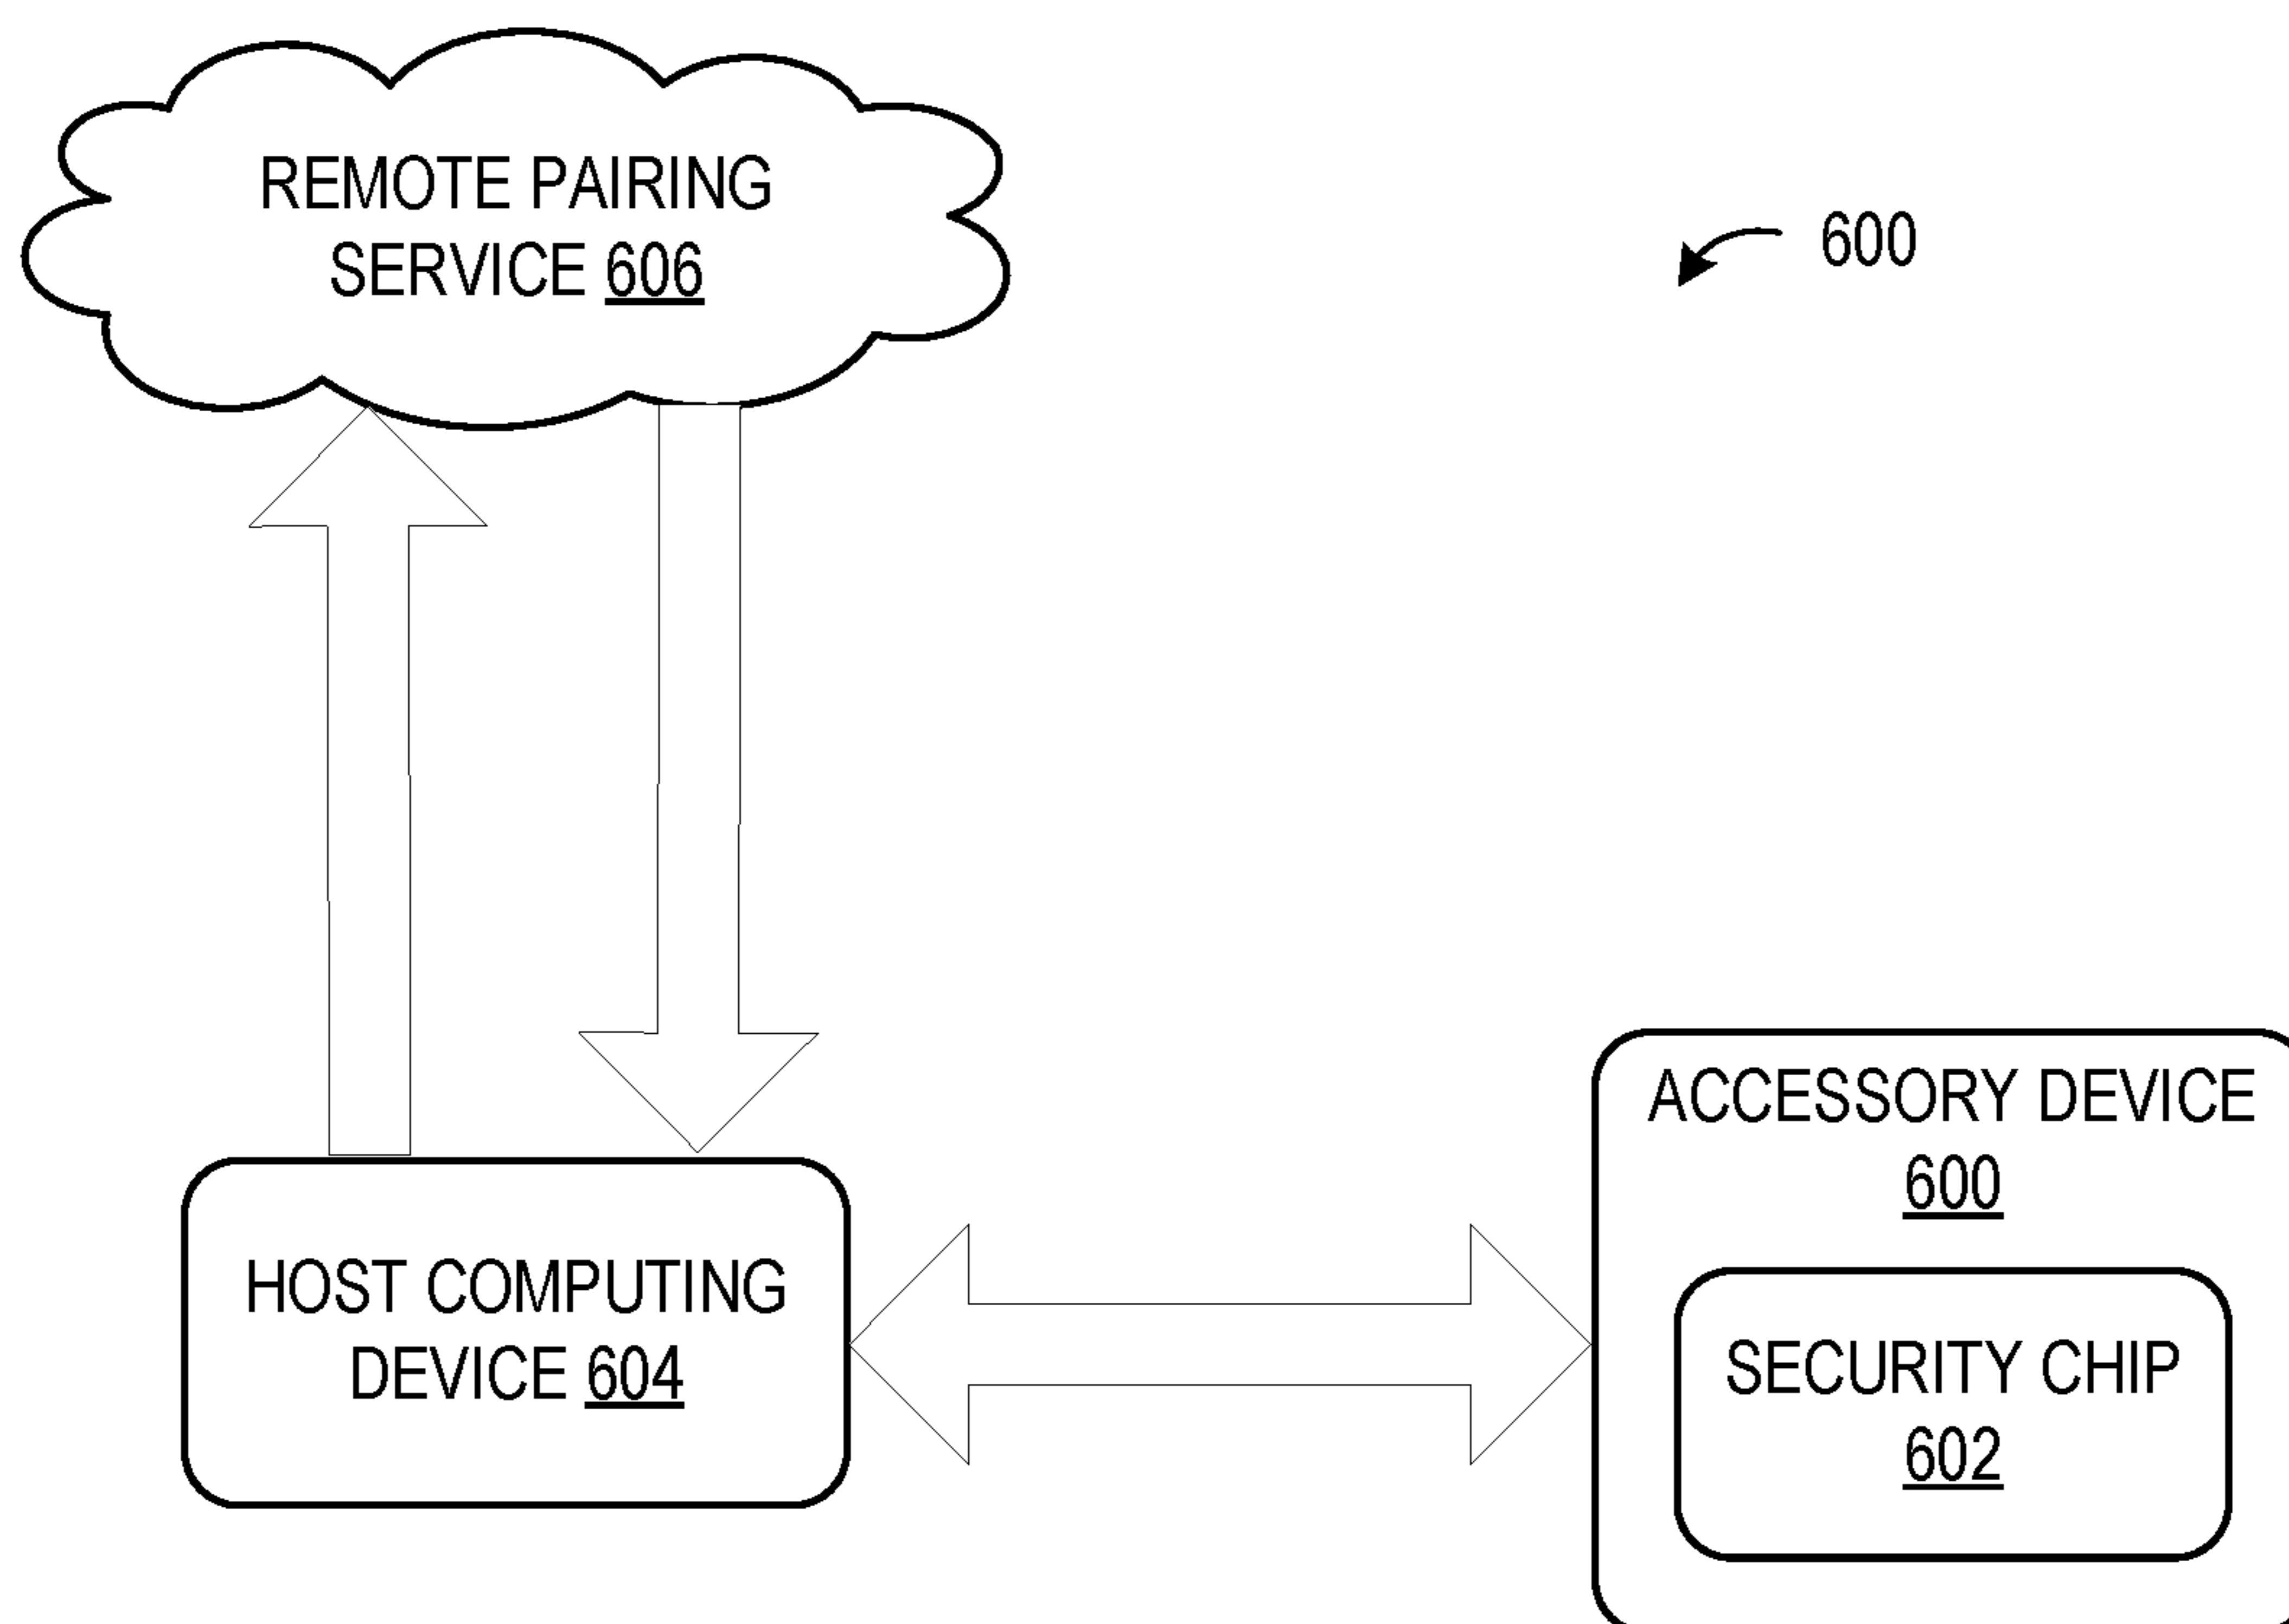 REMOTE PAIRING
SERVICE 606
600
ACCESSORY DEVICE
600
HOST COMPUTING
DEVICE 604
SECURITY CHIP
602